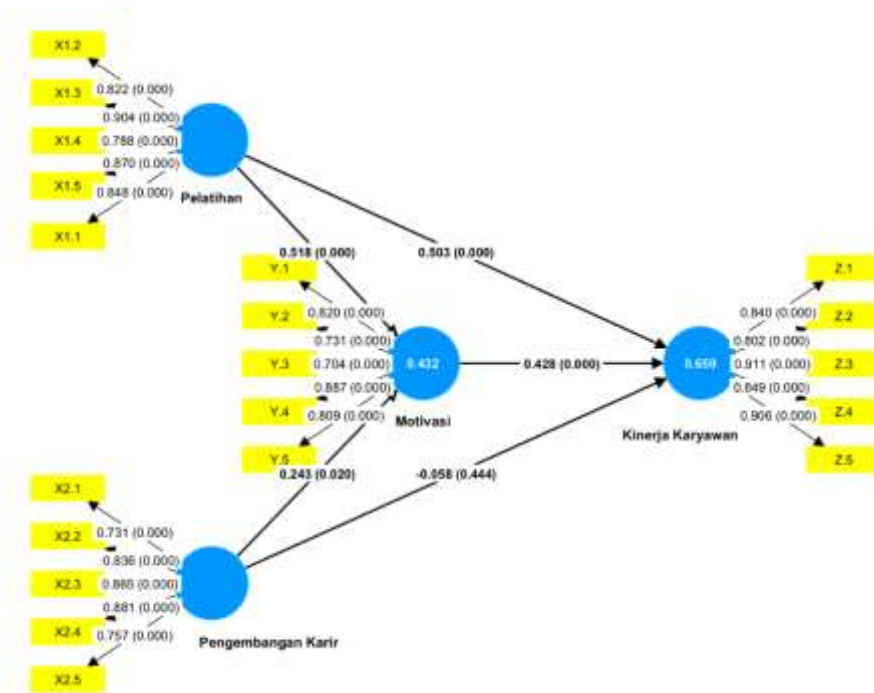 X1.2
0.822 (0.000)
X1.3
0.904 (0.000)
X1.4
0.788 (0.000)
0.870 (0.000)
X1.5
0.848 (0.000)
X1.1
Pelatihan
0.518 (0.000)
0.503 (0.000)
Y.1
0.820 (0.000)
Y.2
0.731 (0.000)
Y.3
0.704 (0.000)
0.887 (0.000)
Y.4
0.809 (0.000)
Y.5
0.432
Motivasi
0.428 (0.000)
0.243 (0.020)
-0.058 (0.444)
Z.1
0.840 (0.000)
Z.2
0.802 (0.000)
Z.3
0.911 (0.000)
0.849 (0.000)
Z.4
0.906 (0.000)
Z.5
0.659
Kinerja Karyawan
X2.1
0.731 (0.000)
X2.2
0.836 (0.000)
X2.3
0.865 (0.000)
0.881 (0.000)
X2.4
0.757 (0.000)
X2.5
Pengembangan Karir